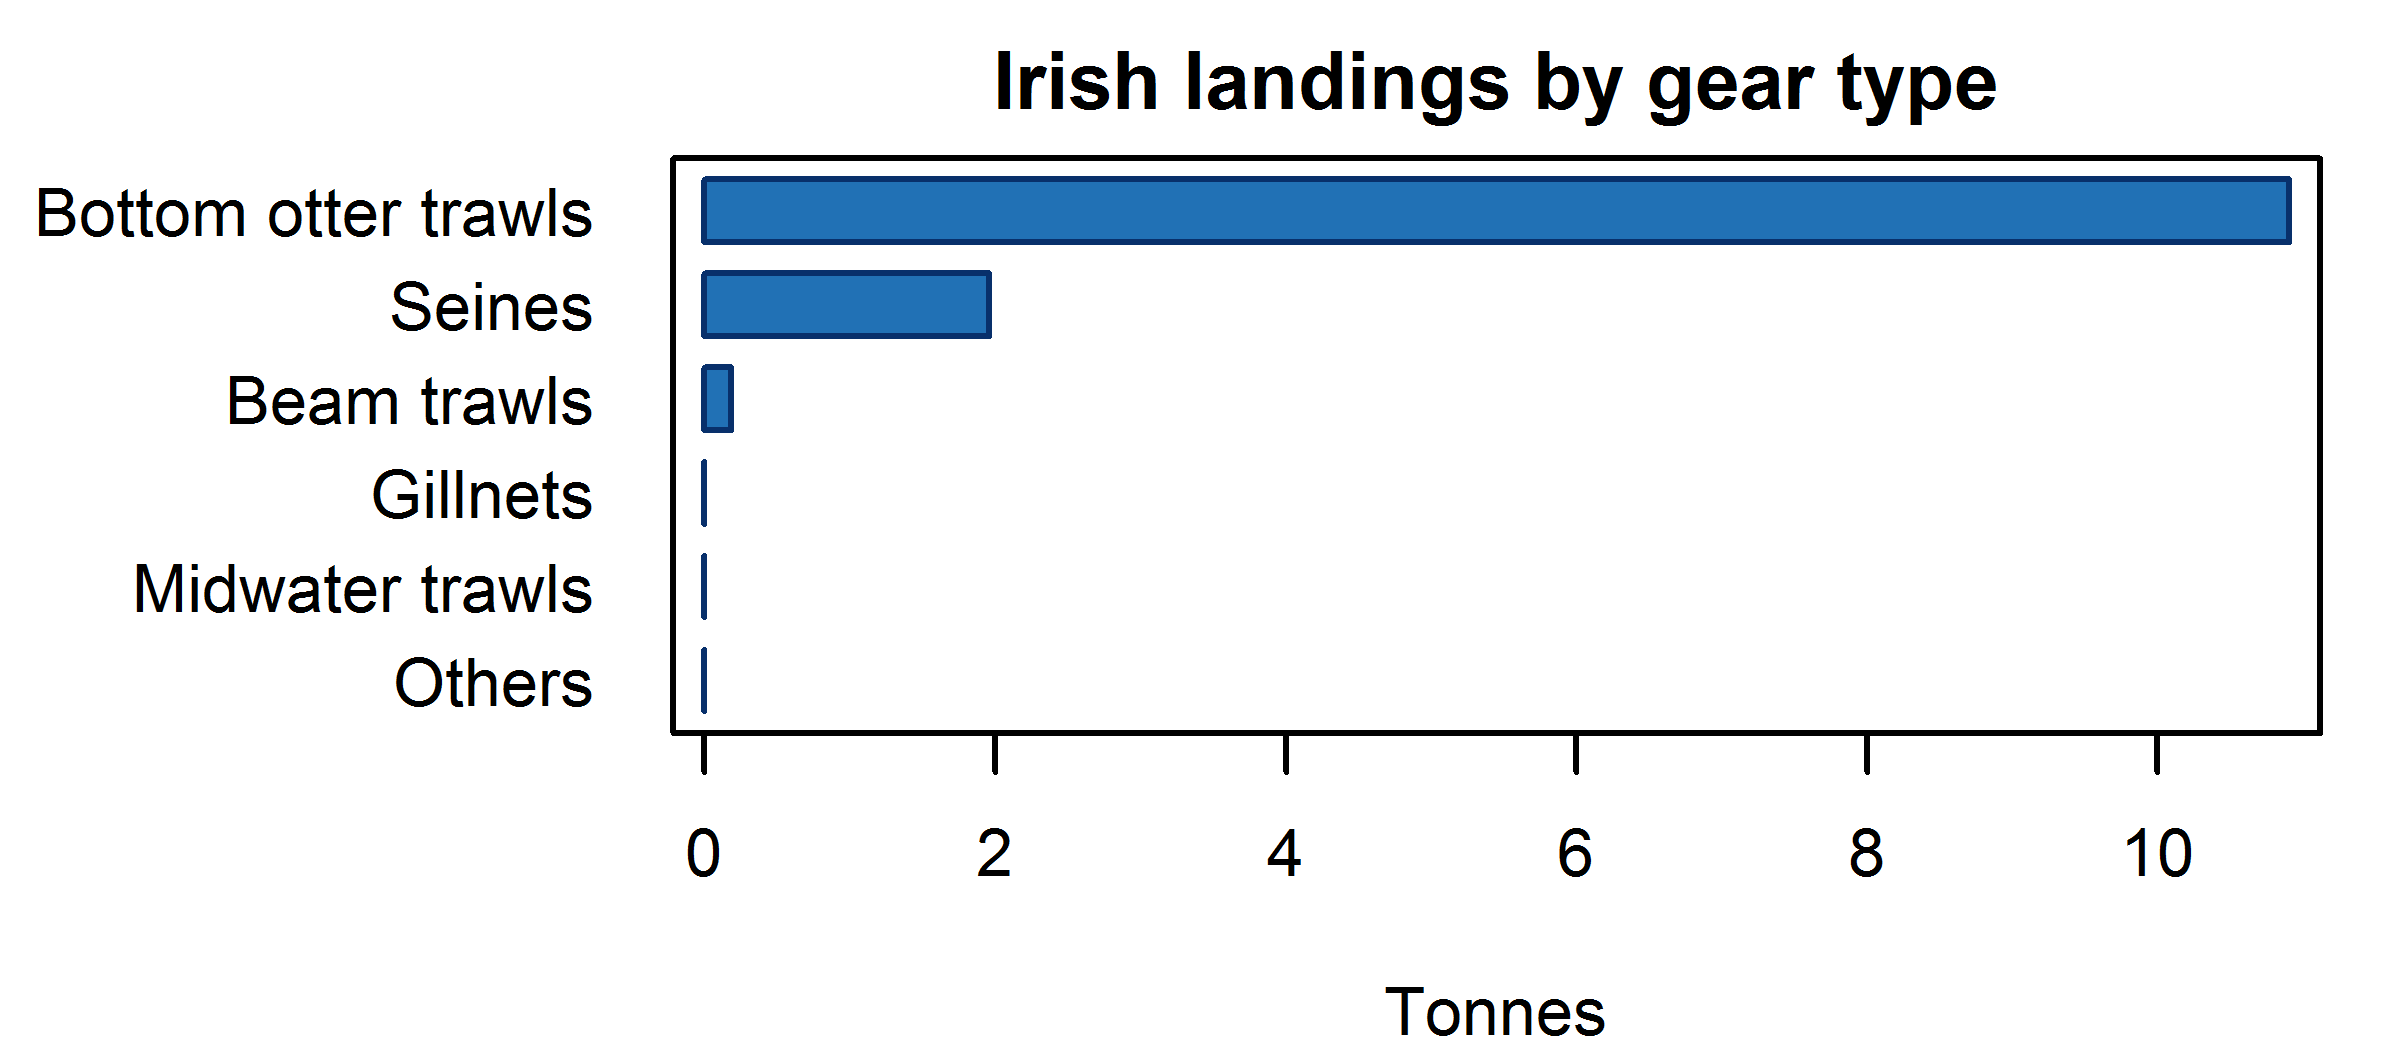 Irish landings by gear type
Bottom otter trawls
Seines
Beam trawls
Gillnets
Midwater trawls
Others
0 2 4 6 8 10
Tonnes